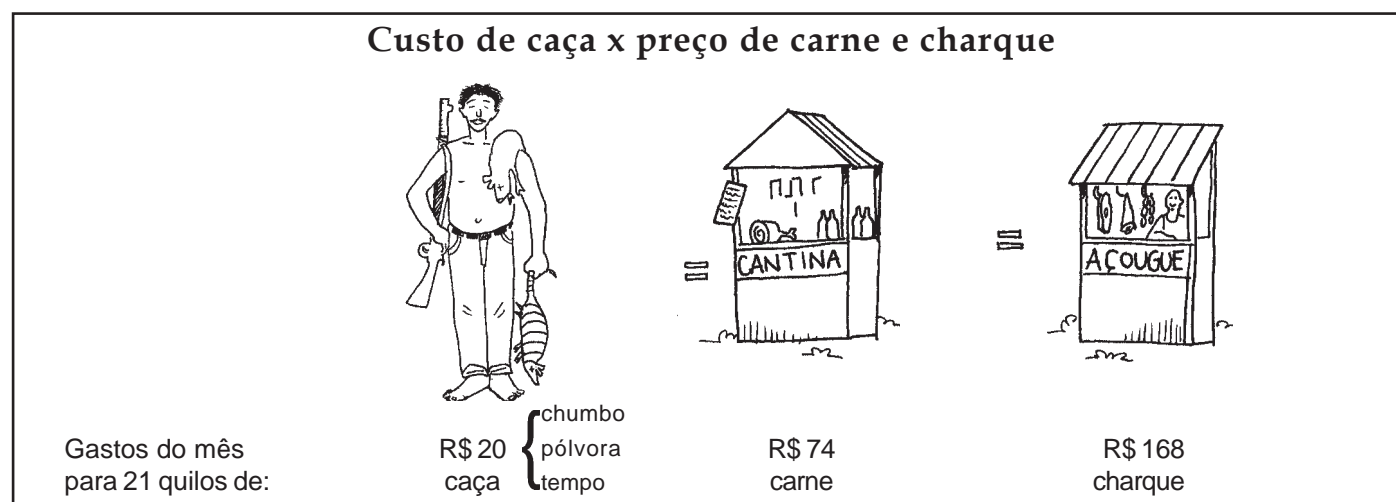 Custo de caça x preço de carne e charque
CANTINA
AÇOUGUE
Gastos do mês
para 21 quilos de:
R$ 20
caça
chumbo
pólvora
tempo
R$ 74
carne
R$ 168
charque